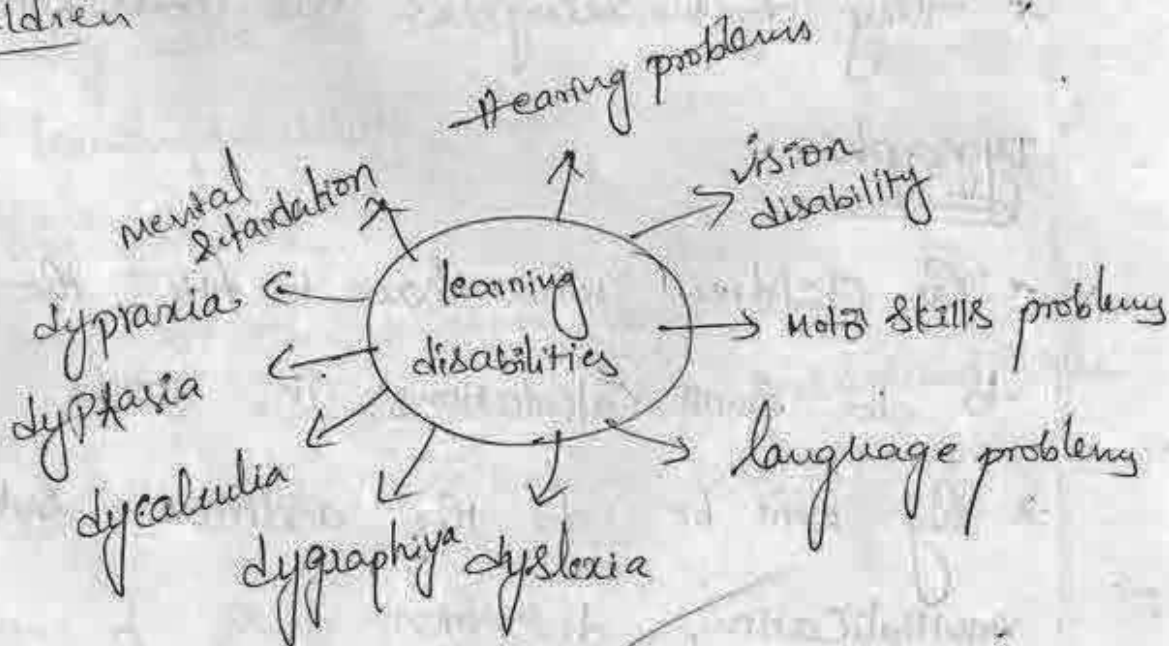 ldren
Hearing problems
vision
disability
motor skills problems
language problems
dyslexia
dygraphiya
dycalculia
dyphasia
dypraxia
mental
retardation
learning
disabilities